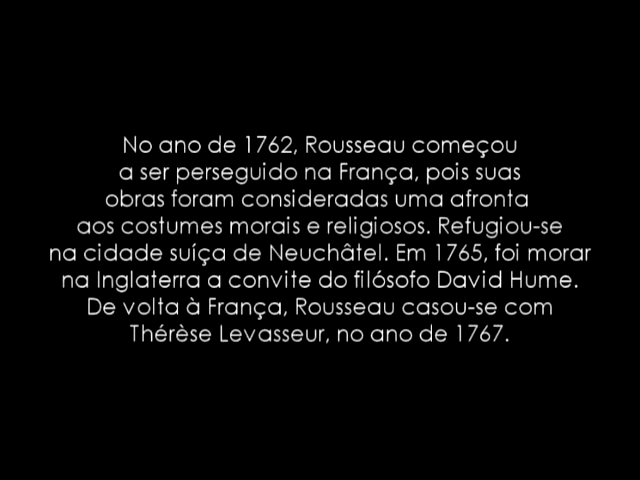 No ano de 1762, Rousseau começou
a ser perseguido na França, pois suas
obras foram consideradas uma afronta
aos costumes morais e religiosos. Refugiou-se
na cidade suíça de Neuchâtel. Em 1765, foi morar
na Inglaterra a convite do filósofo David Hume.
De volta à França, Rousseau casou-se com
Thérèse Levasseur, no ano de 1767.